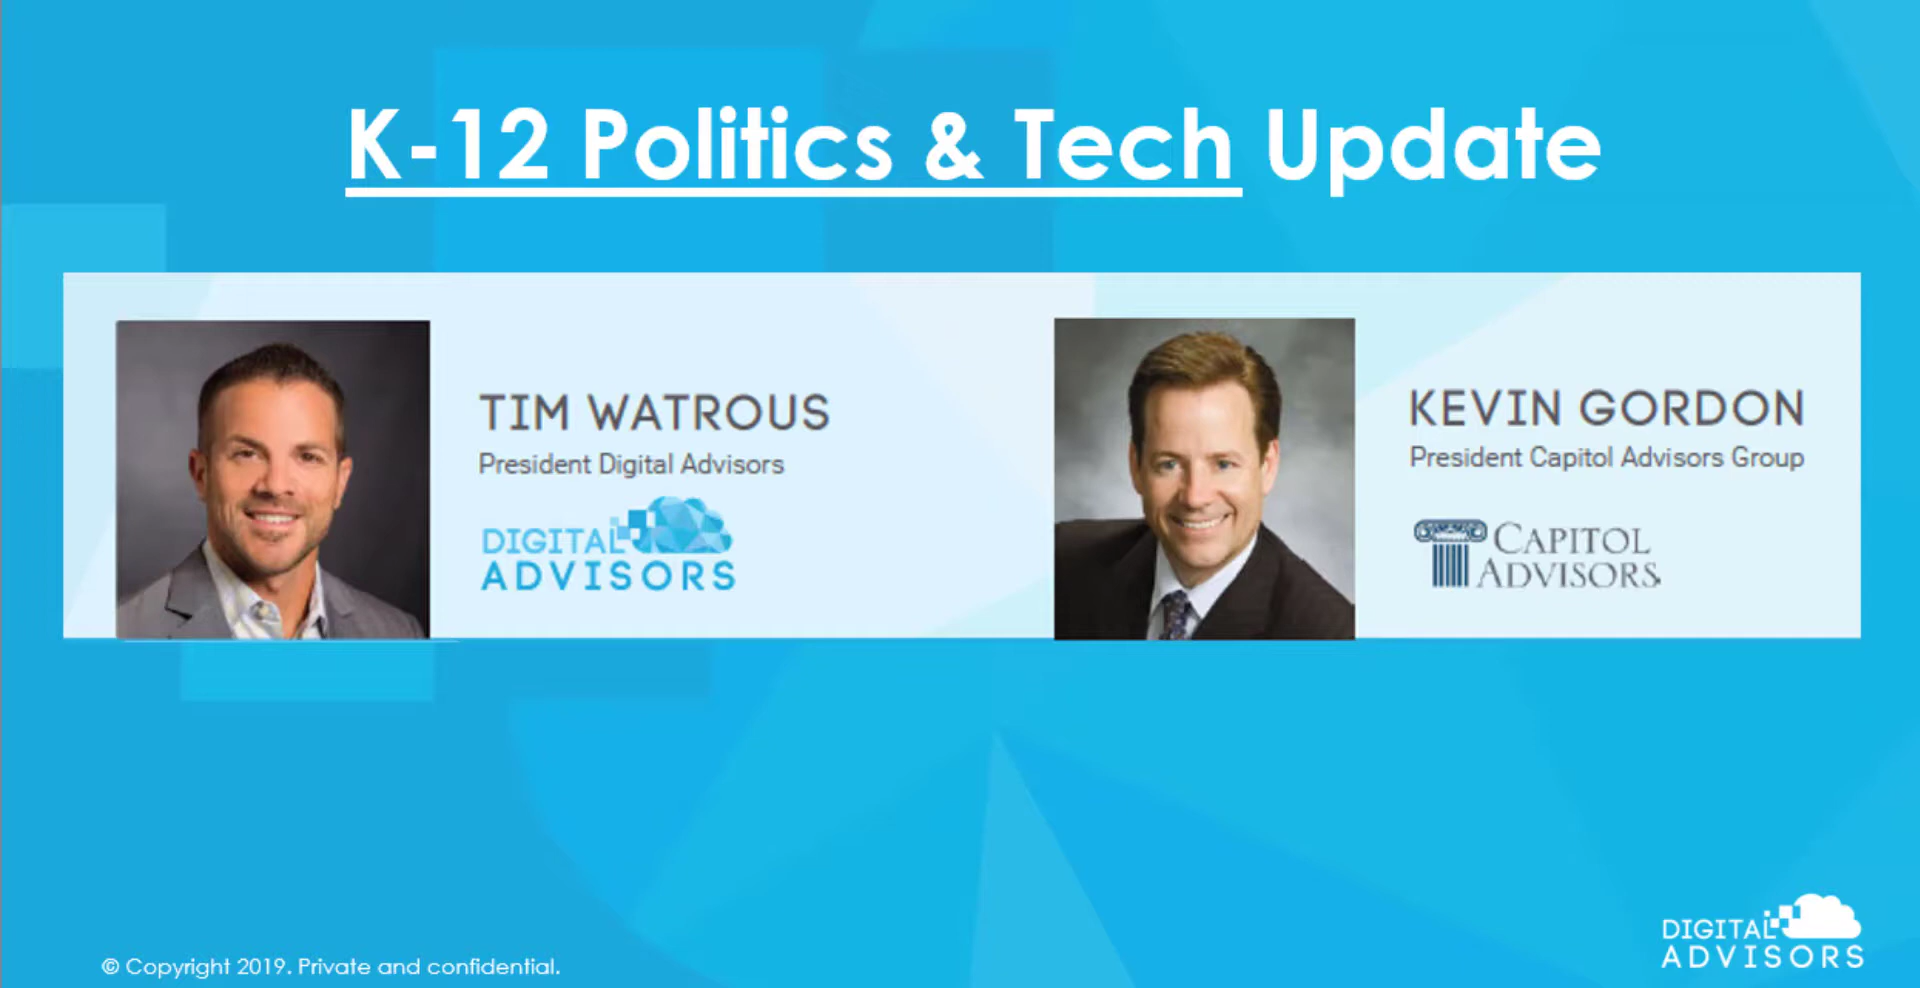 K-12 Politics & Tech Update
TIM WATROUS
President Digital Advisors
DIGITAL
ADVISORS
KEVIN GORDON
President Capitol Advisors Group
CAPITOL
ADVISORS
© Copyright 2019. Private and confidential.
DIGITAL
ADVISORS